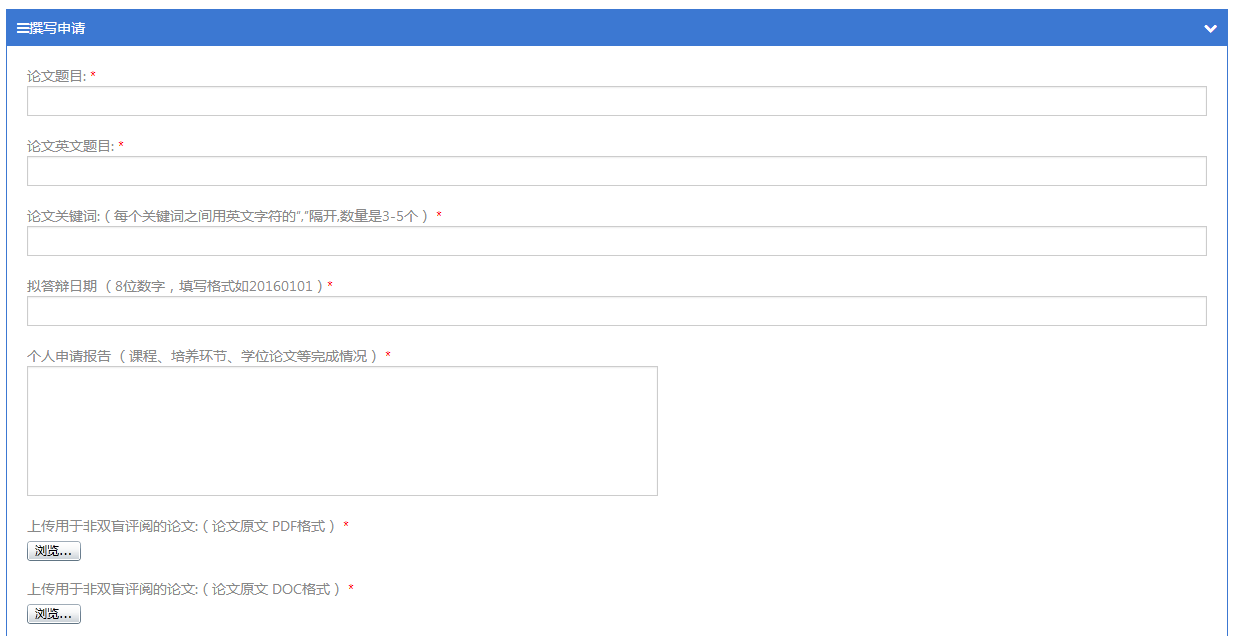 撰写申请
论文题目: *
论文英文题目: *
论文关键词:（每个关键词之间用英文字符的“,”隔开,数量是3-5个） *
拟答辩日期 （8位数字，填写格式如20160101）*
个人申请报告 （课程、培养环节、学位论文等完成情况） *
上传用于非双盲评阅的论文:（论文原文 PDF格式） *
浏览...
上传用于非双盲评阅的论文:（论文原文 DOC格式） *
浏览...